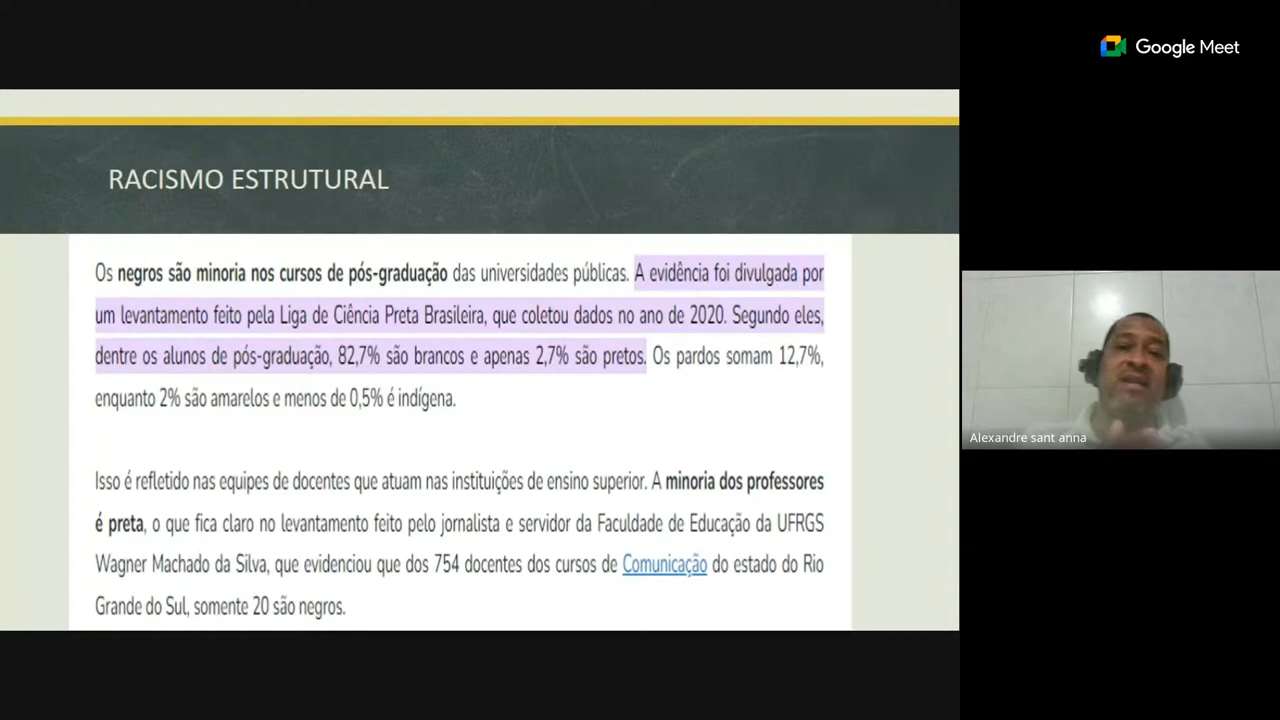 Google Meet
RACISMO ESTRUTURAL
Os negros são minoria nos cursos de pós-graduação das universidades públicas. A evidência foi divulgada por
um levantamento feito pela Liga de Ciência Preta Brasileira, que coletou dados no ano de 2020. Segundo eles,
dentre os alunos de pós-graduação, 82,7% são brancos e apenas 2,7% são pretos. Os pardos somam 12,7%,
enquanto 2% são amarelos e menos de 0,5% é indígena.
Isso é refletido nas equipes de docentes que atuam nas instituições de ensino superior. A minoria dos professores
é preta, o que fica claro no levantamento feito pelo jornalista e servidor da Faculdade de Educação da UFRGS
Wagner Machado da Silva, que evidenciou que dos 754 docentes dos cursos de Comunicação do estado do Rio
Grande do Sul, somente 20 são negros.
Alexandre sant anna